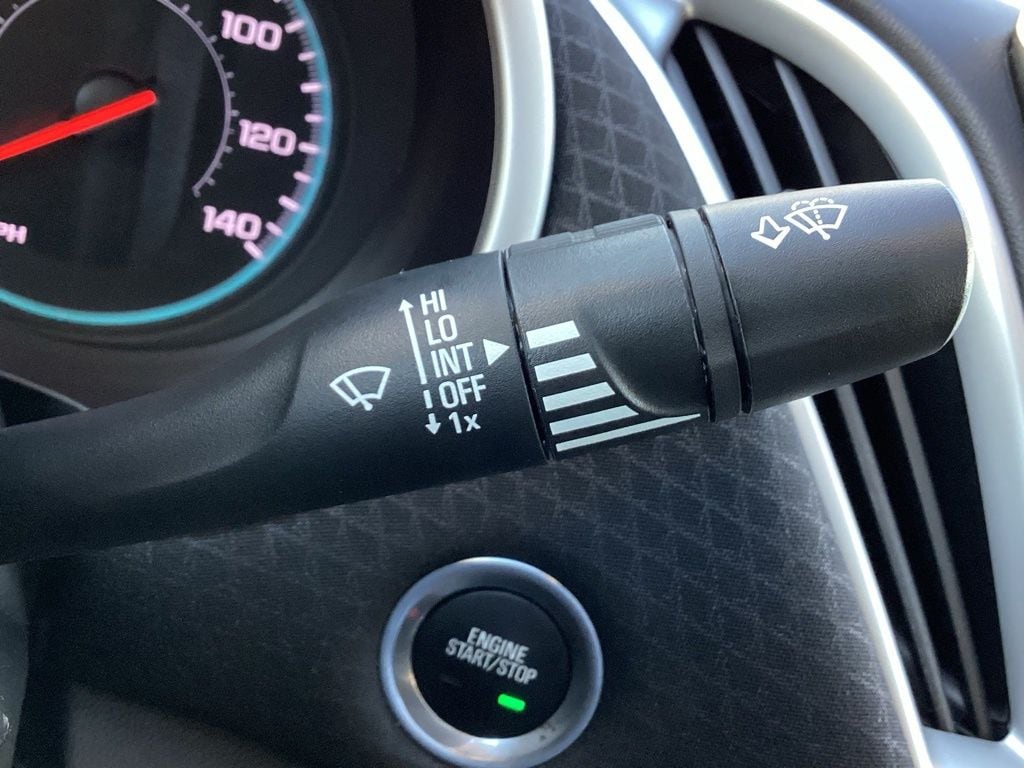 100
120
140
PH
HI
LO
INT
OFF
1x
ENGINE
START/STOP